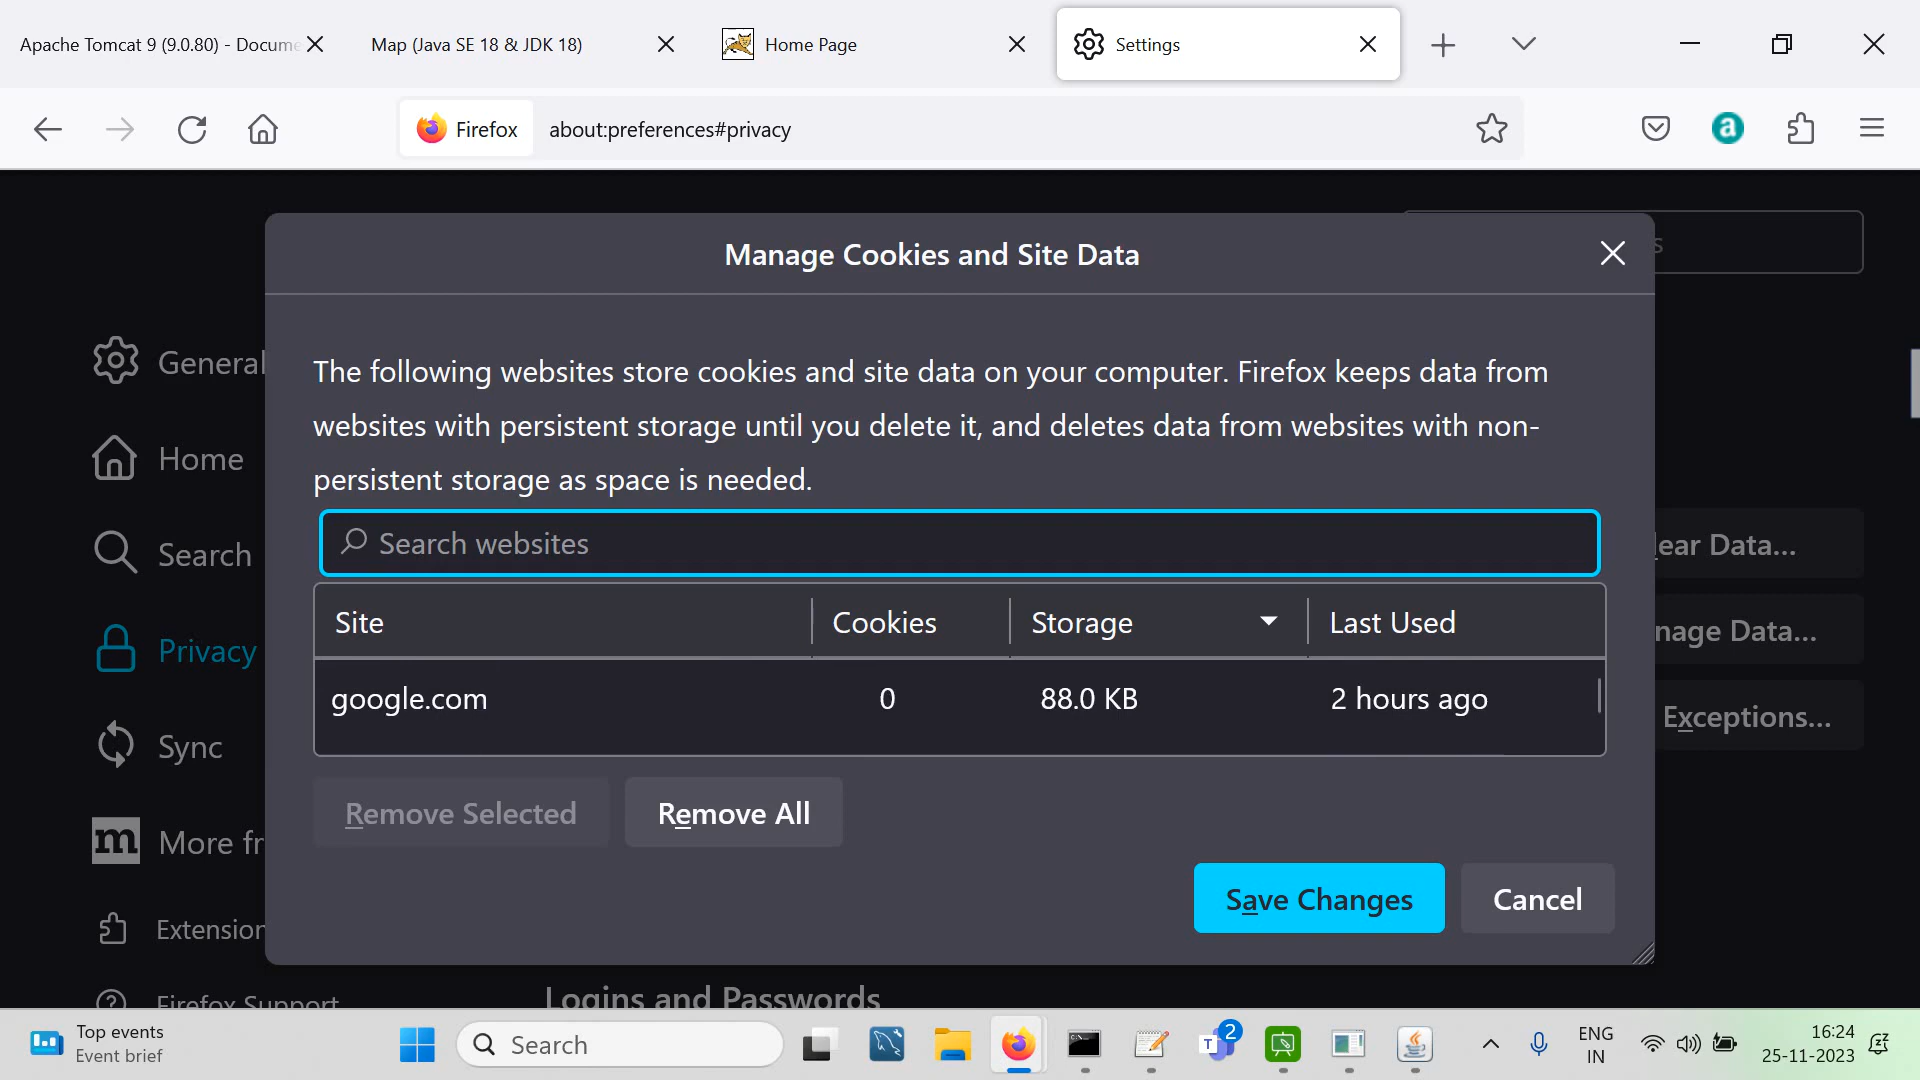 Apache Tomcat 9 (9.0.80) - Docume
Map (Java SE 18 & JDK 18)
Home Page
Settings
Firefox
about:preferences#privacy
a
Manage Cookies and Site Data
s
The following websites store cookies and site data on your computer. Firefox keeps data from
websites with persistent storage until you delete it, and deletes data from websites with non-
persistent storage as space is needed.
Search websites
Site Cookies Storage Last Used
google.com 0 88.0 KB 2 hours ago
Remove Selected Remove All
Save Changes Cancel
General
Home
Search
Privacy
Sync
m More fr
Extension
Firefox Support
lear Data...
nage Data...
Exceptions...
Logins and Passwords
Top events
Event brief
Search
T 2
ENG
IN
16:24
25-11-2023